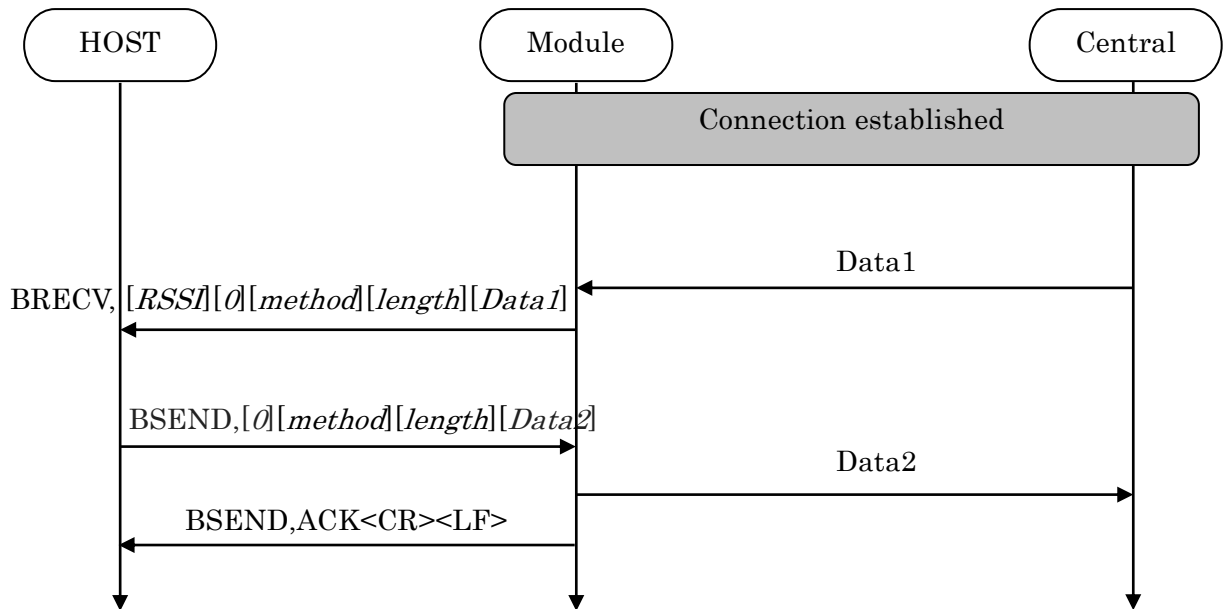 HOST
Module
Central
Connection established
Data1
BRECV, [RSSI][0][method][length][Data1]
BSEND,[0][method][length][Data2]
Data2
BSEND,ACK<CR><LF>